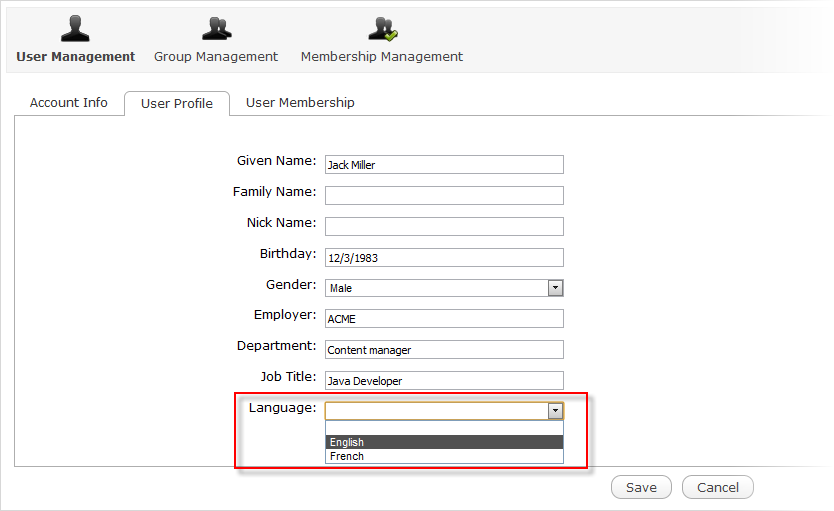 User Management Group Management Membership Management
Account Info User Profile User Membership
Given Name: Jack Miller
Family Name:
Nick Name:
Birthday: 12/3/1983
Gender: Male
Employer: ACME
Department: Content manager
Job Title: Java Developer
Language:
English
French
Save Cancel